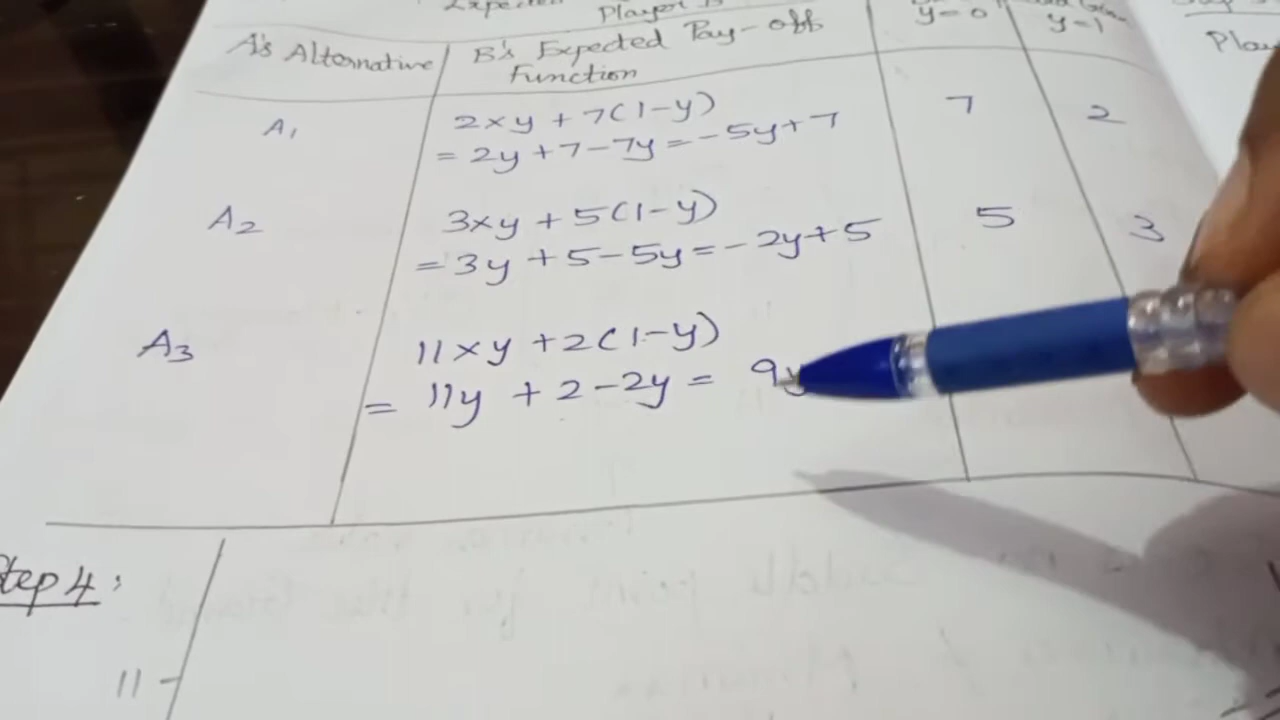 Expected Player B
A's Alternative B's Expected Pay-off y=0 y=1
Function
A1 2xy + 7(1-y) 7 2
= 2y + 7 - 7y = -5y + 7
A2 3xy + 5(1-y) 5 3
= 3y + 5 - 5y = -2y + 5
A3 11xy + 2(1-y)
= 11y + 2 - 2y = 9y
Step 4:
11 -